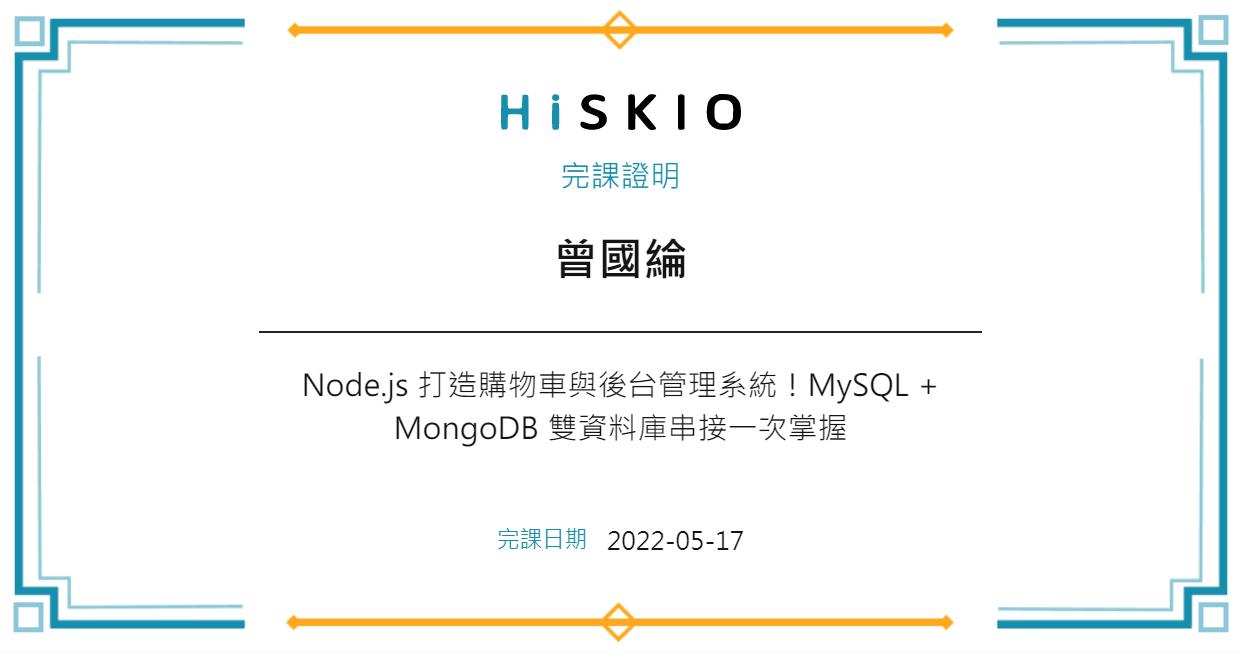 HiSKIO
完課證明
曾國綸
Node.js 打造購物車與後台管理系統！MySQL +
MongoDB 雙資料庫串接一次掌握
完課日期 2022-05-17